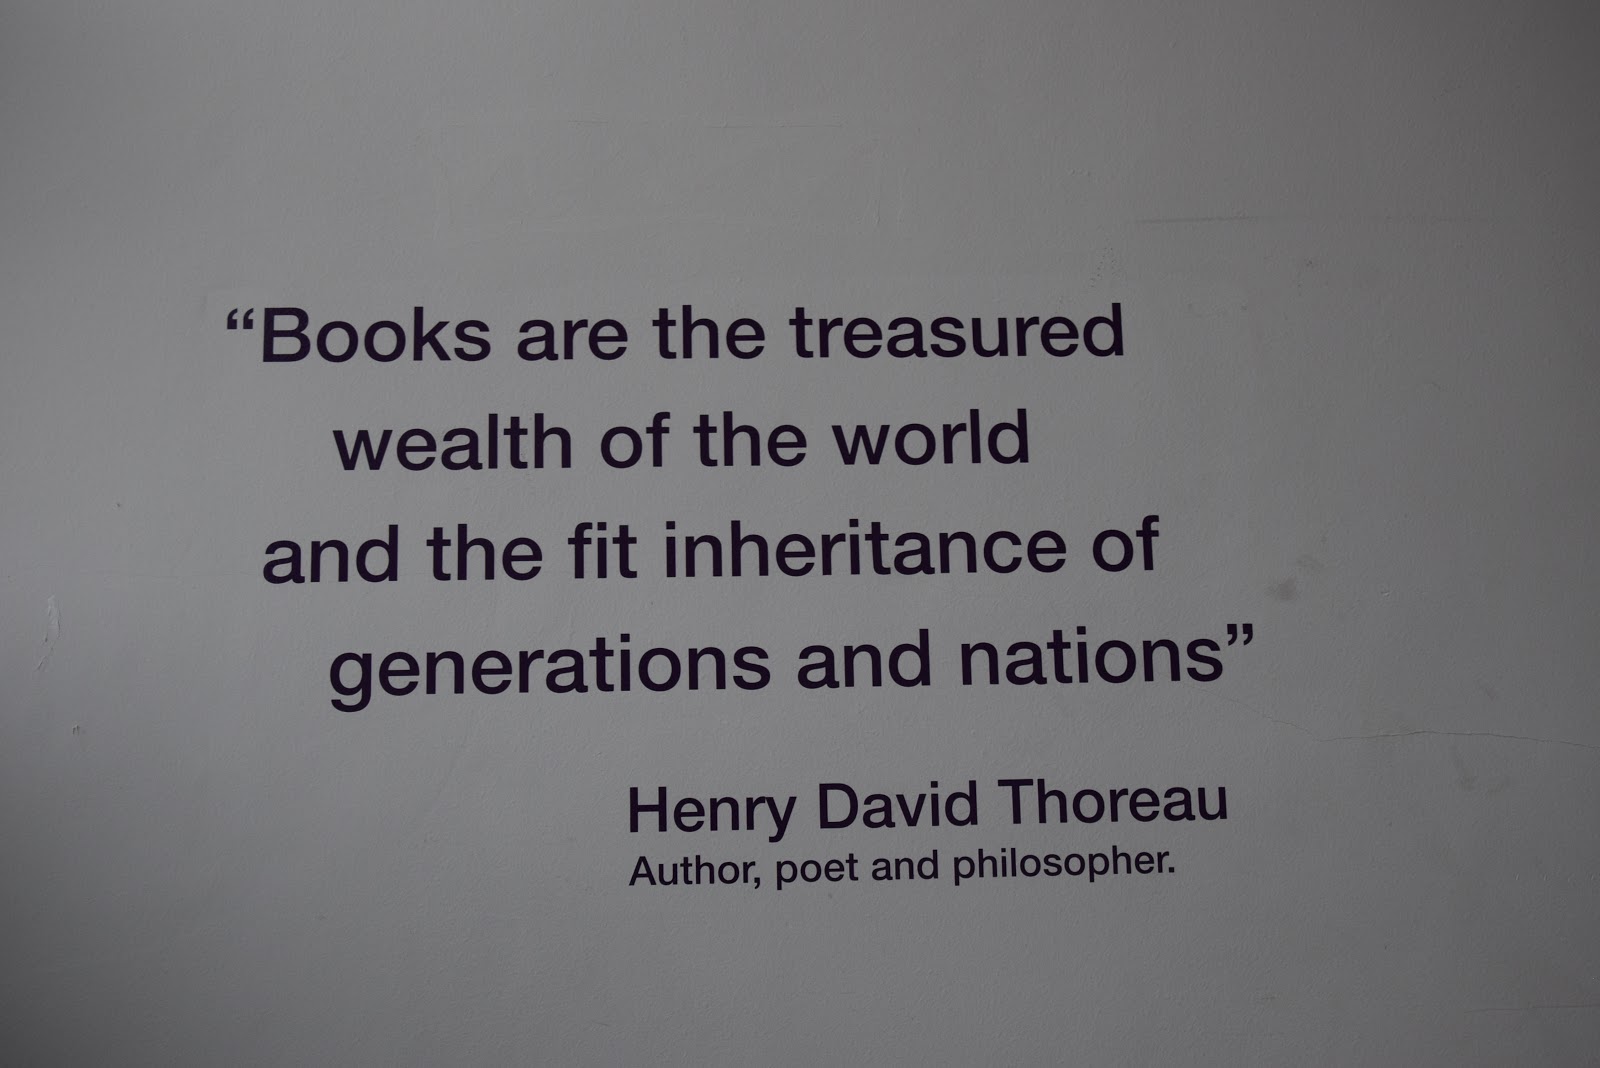 “Books are the treasured
wealth of the world
and the fit inheritance of
generations and nations”
Henry David Thoreau
Author, poet and philosopher.